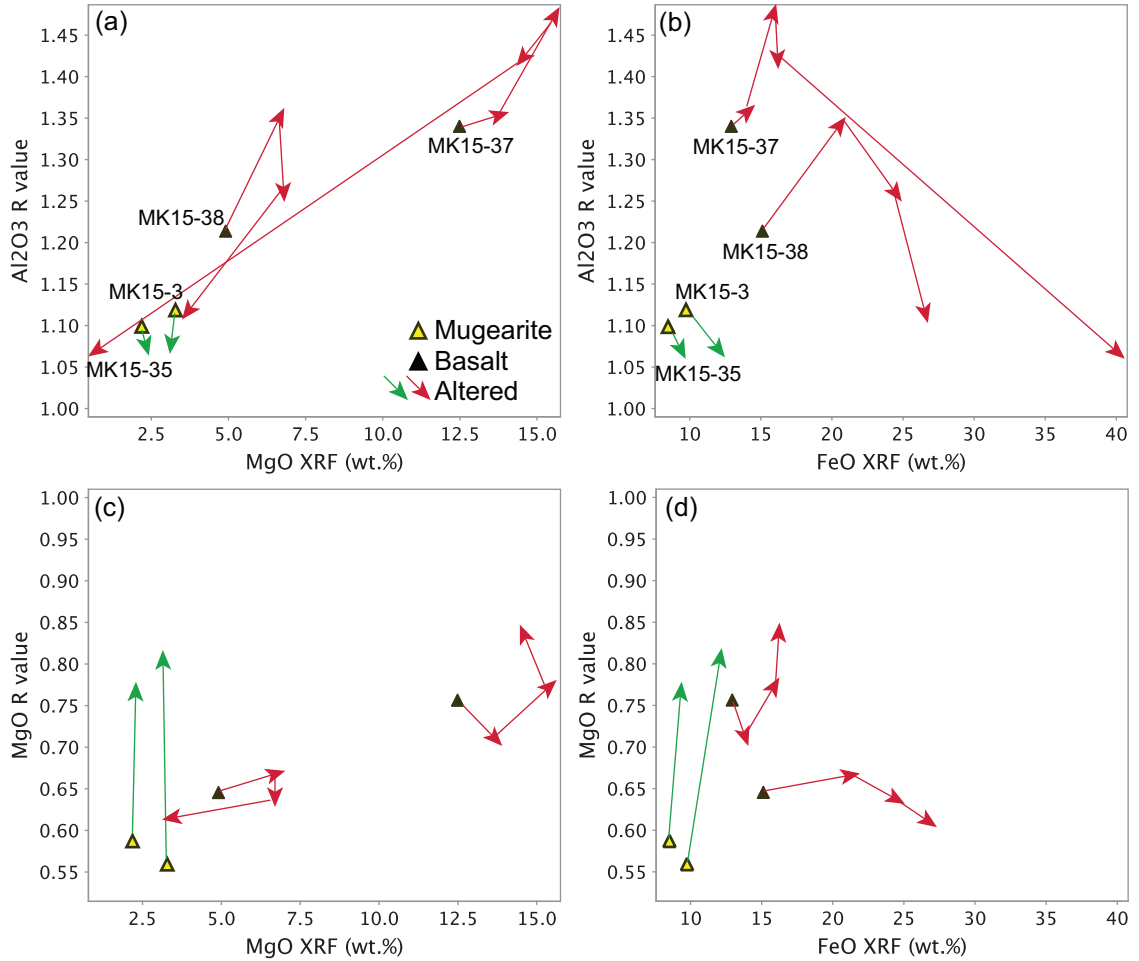 (a)
1.45
1.40
1.35
1.30
1.25
1.20
1.15
1.10
1.05
1.00
Al2O3 R value
MK15-37
MK15-38
MK15-3
MK15-35
Mugearite
Basalt
Altered
2.5 5.0 7.5 10.0 12.5 15.0
MgO XRF (wt.%)
(b)
1.45
1.40
1.35
1.30
1.25
1.20
1.15
1.10
1.05
1.00
Al2O3 R value
MK15-37
MK15-38
MK15-3
MK15-35
10 15 20 25 30 35 40
FeO XRF (wt.%)
(c)
1.00
0.95
0.90
0.85
0.80
0.75
0.70
0.65
0.60
0.55
MgO R value
2.5 5.0 7.5 10.0 12.5 15.0
MgO XRF (wt.%)
(d)
1.00
0.95
0.90
0.85
0.80
0.75
0.70
0.65
0.60
0.55
MgO R value
10 15 20 25 30 35 40
FeO XRF (wt.%)